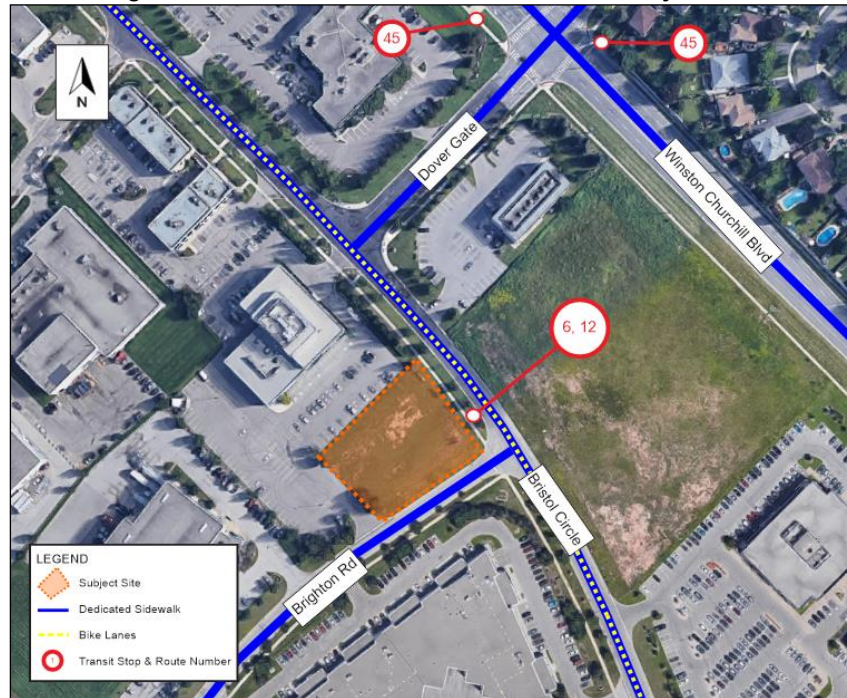 45
45
N
Dover Gate
Winston Churchill Blvd
6, 12
Bristol Circle
Brighton Rd
LEGEND
Subject Site
Dedicated Sidewalk
Bike Lanes
1
Transit Stop & Route Number